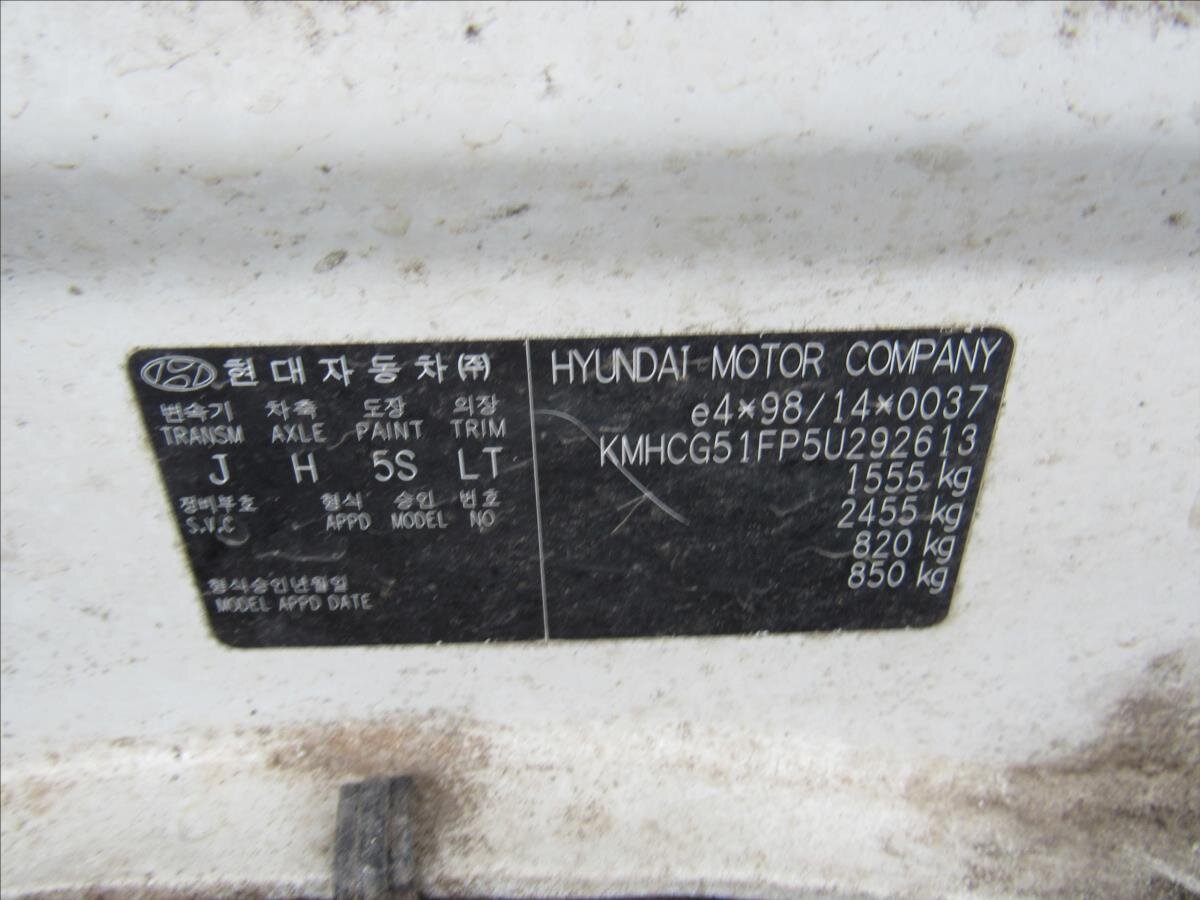 현대자동차㈜
변속기 차축 도장 의장
TRANSM AXLE PAINT TRIM
J H 5S LT
장비부호 형식 승인 번호
S.V.C APPD MODEL NO
형식승인년월일
MODEL APPD DATE
HYUNDAI MOTOR COMPANY
e4*98/14*0037
KMHCG51FP5U292613
1555 kg
2455 kg
820 kg
850 kg